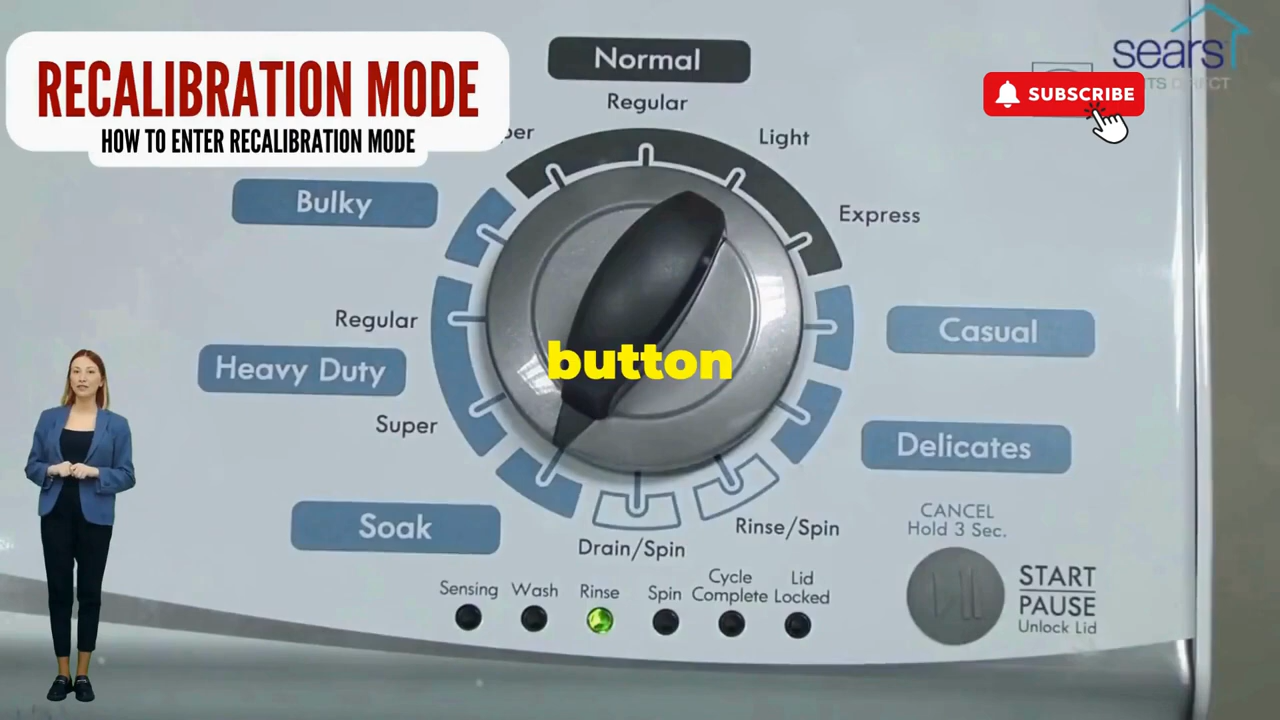 RECALIBRATION MODE
HOW TO ENTER RECALIBRATION MODE
sears
DIRECT
SUBSCRIBE
Normal
Regular
Light
Express
Bulky
Regular
Heavy Duty
Super
button
Casual
Delicates
Soak
Drain/Spin
Rinse/Spin
CANCEL
Hold 3 Sec.
Sensing
Wash
Rinse
Spin
Cycle
Complete
Lid
Locked
START
PAUSE
Unlock Lid